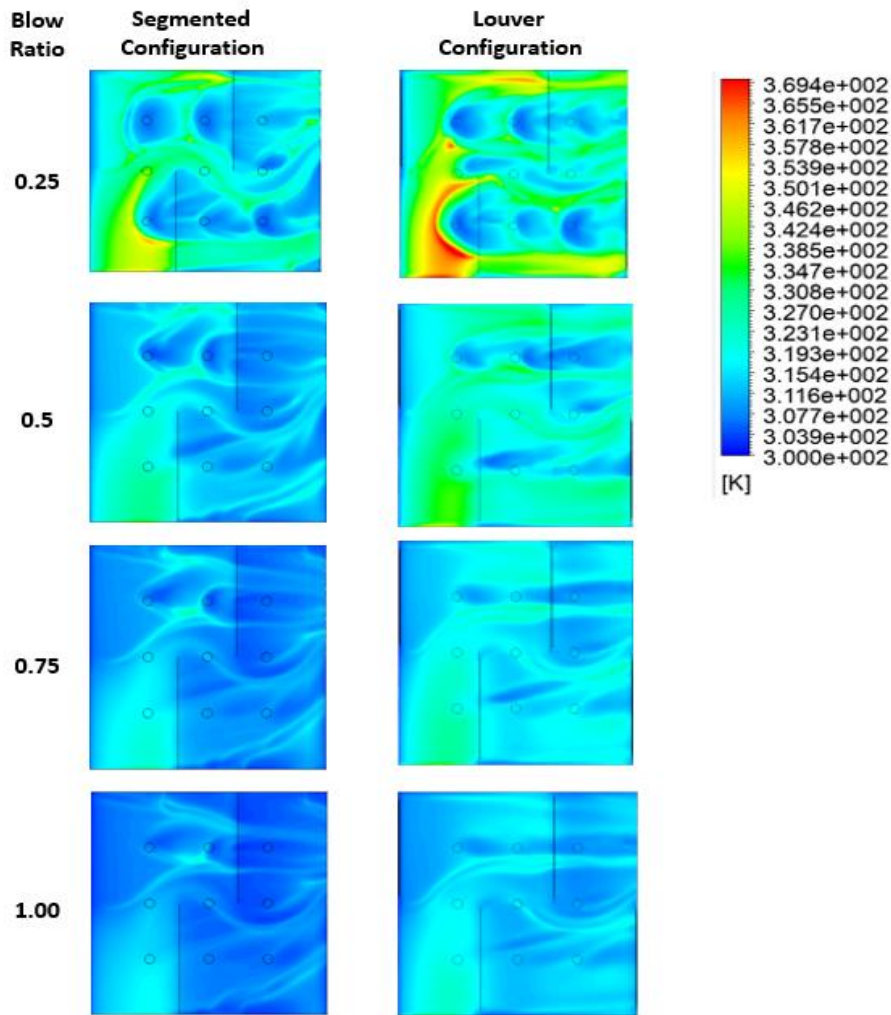 Blow
Ratio
Segmented
Configuration
Louver
Configuration
0.25
0.5
0.75
1.00
3.694e+002
3.655e+002
3.617e+002
3.578e+002
3.539e+002
3.501e+002
3.462e+002
3.424e+002
3.385e+002
3.347e+002
3.308e+002
3.270e+002
3.231e+002
3.193e+002
3.154e+002
3.116e+002
3.077e+002
3.039e+002
3.000e+002
[K]